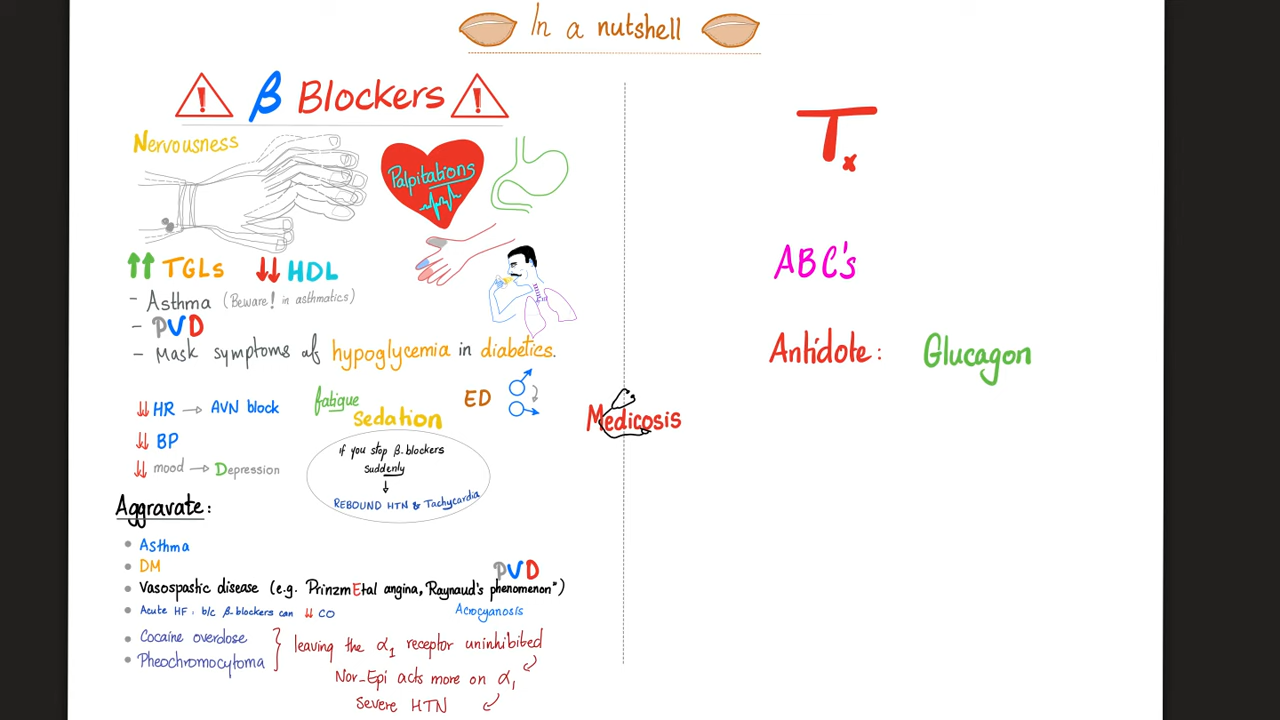 In a nutshell
! β Blockers !
Nervousness
Palpitations
↑↑ TGLs ↓↓ HDL
- Asthma (Beware! in asthmatics)
- PVD
- Mask symptoms of hypoglycemia in diabetics.
↓↓ HR → AVN block
↓↓ BP
↓↓ mood → Depression
fatigue
Sedation
ED
if you stop β-blockers
suddenly
↓
REBOUND HTN & Tachycardia
Aggravate:
• Asthma
• DM
PVD
• Vasospastic disease (e.g. PrinzmEtal angina, "Raynaud's phenomenon")
• Acute HF: b/c β-blockers can ↓↓ CO
Acrocyanosis
• Cocaine overdose
• Pheochromocytoma
leaving the α1 receptor uninhibited
Nor-Epi acts more on α1
Severe HTN
Medicosis
Tx
ABC's
Antidote: Glucagon